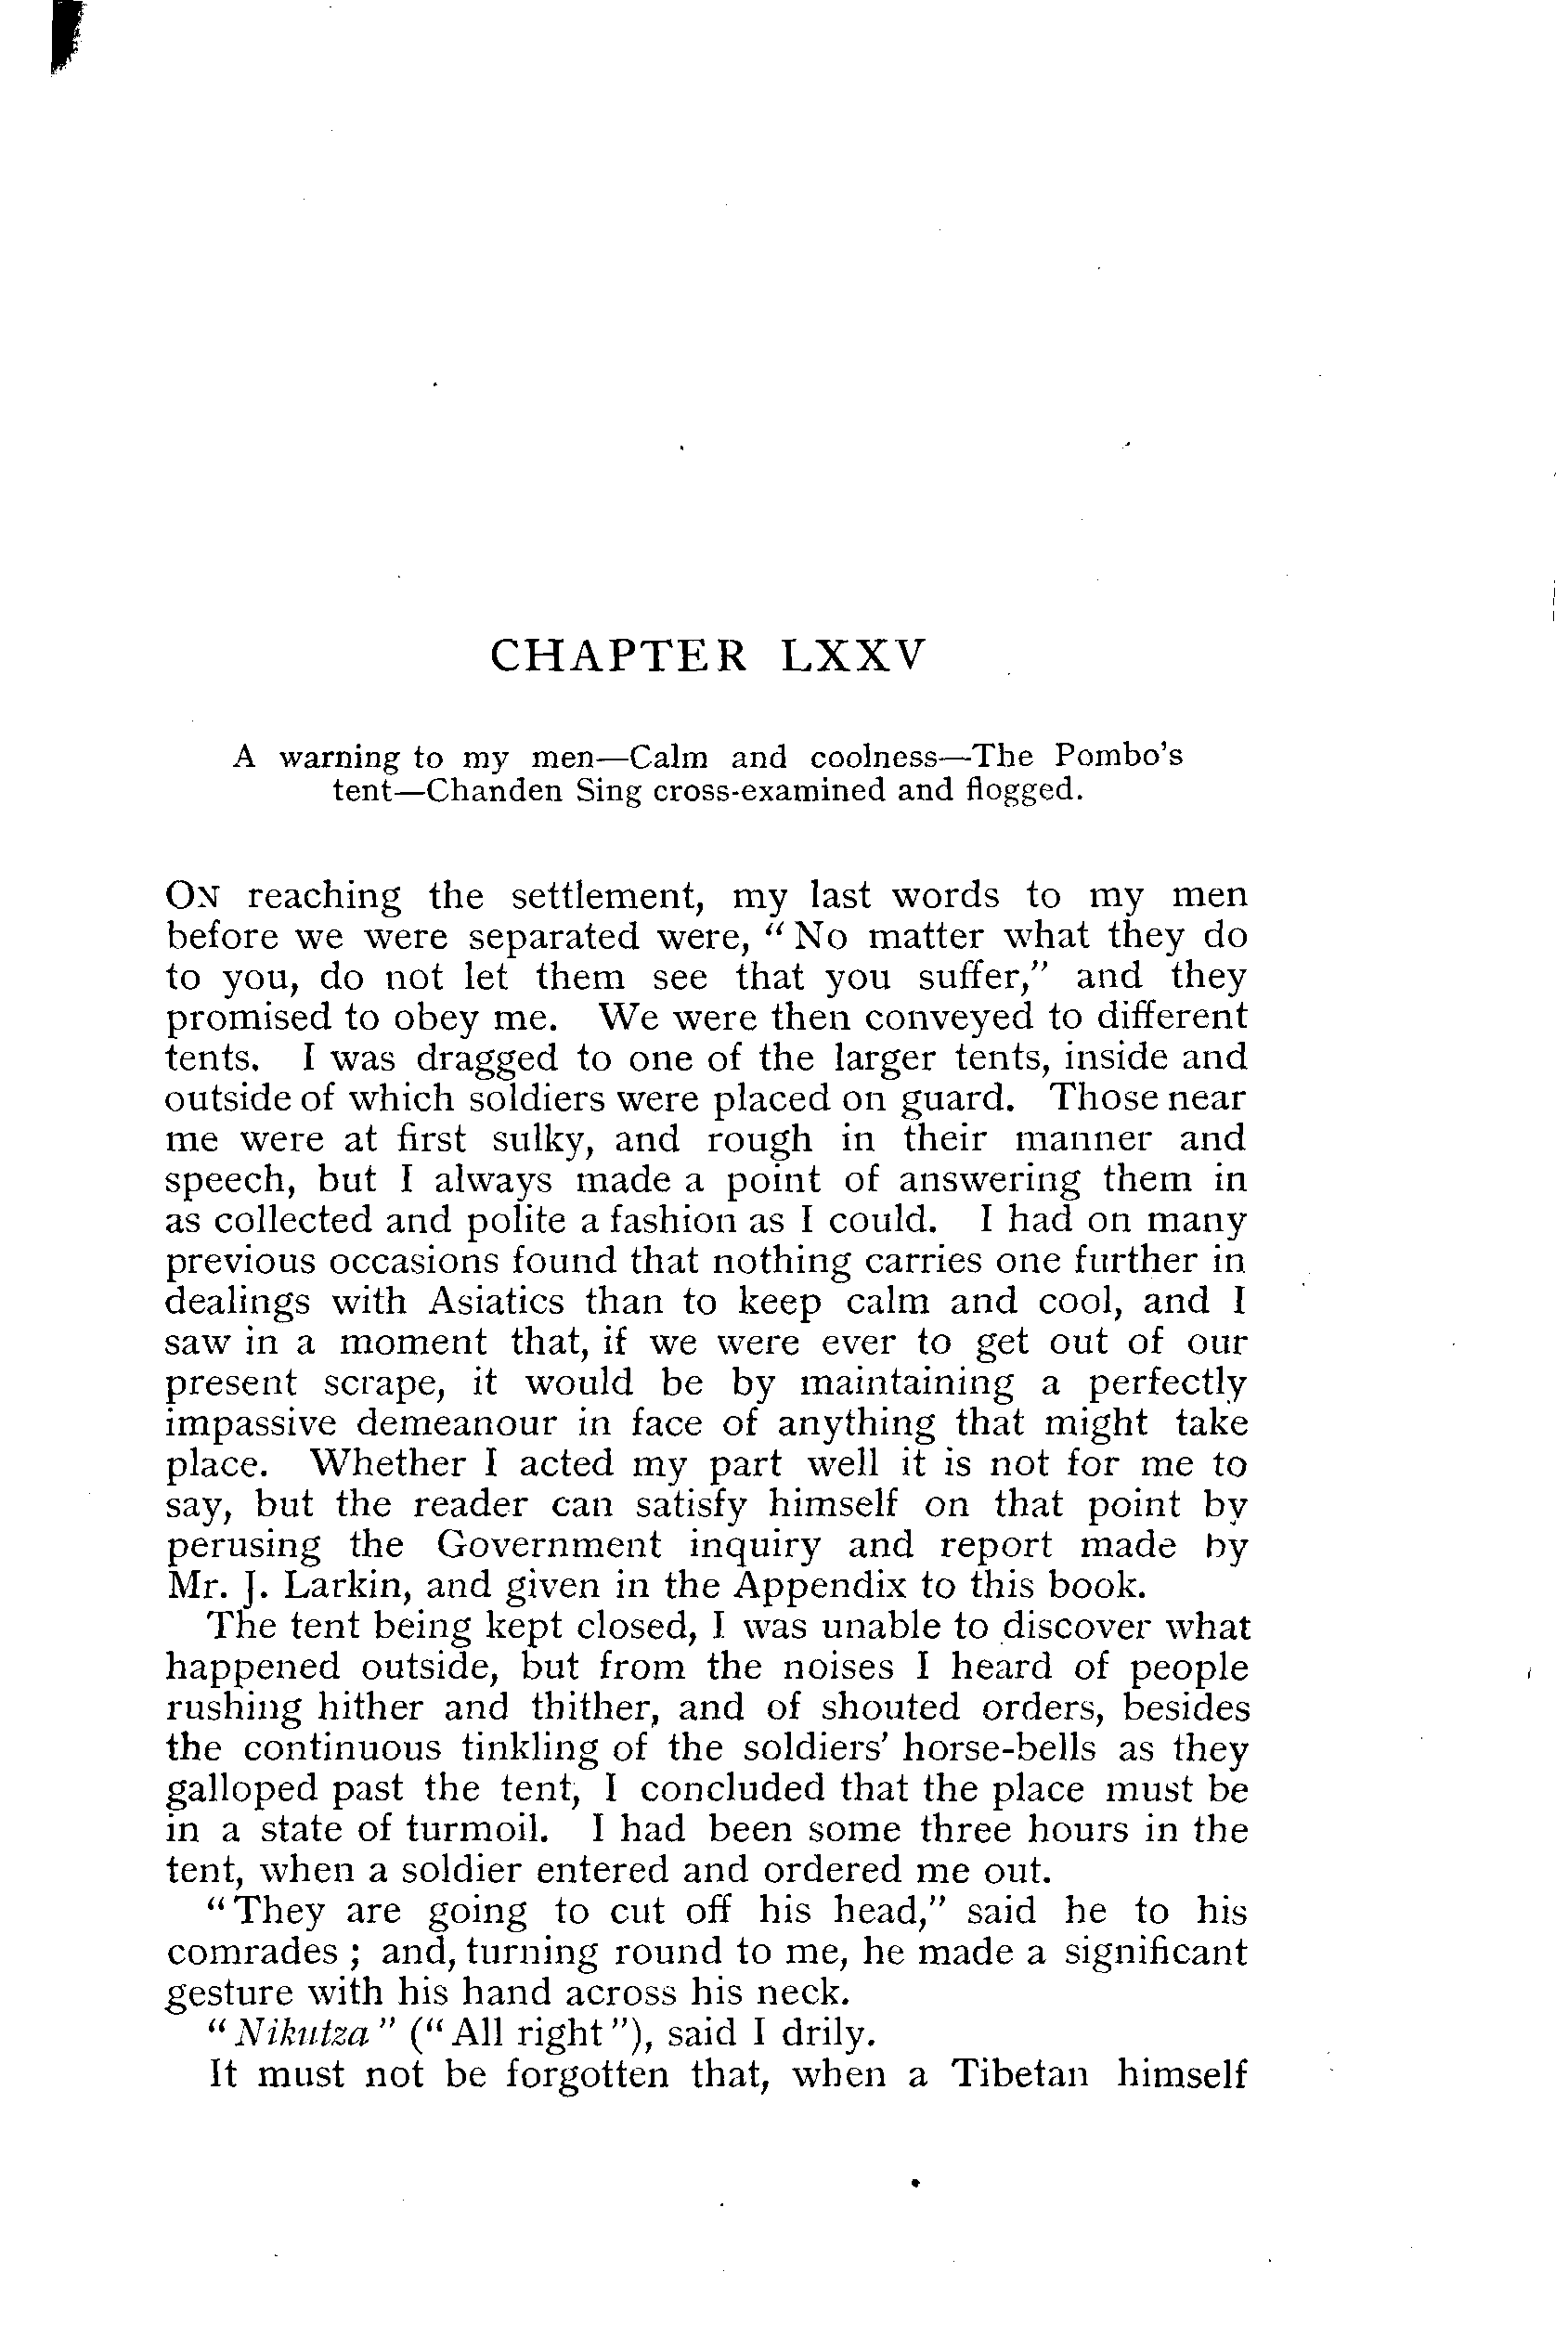 CHAPTER LXXV
A warning to my men—Calm and coolness—The Pombo's
tent—Chanden Sing cross-examined and flogged.
ON reaching the settlement, my last words to my men
before we were separated were, "No matter what they do
to you, do not let them see that you suffer," and they
promised to obey me. We were then conveyed to different
tents. I was dragged to one of the larger tents, inside and
outside of which soldiers were placed on guard. Those near
me were at first sulky, and rough in their manner and
speech, but I always made a point of answering them in
as collected and polite a fashion as I could. I had on many
previous occasions found that nothing carries one further in
dealings with Asiatics than to keep calm and cool, and I
saw in a moment that, if we were ever to get out of our
present scrape, it would be by maintaining a perfectly
impassive demeanour in face of anything that might take
place. Whether I acted my part well it is not for me to
say, but the reader can satisfy himself on that point by
perusing the Government inquiry and report made by
Mr. J. Larkin, and given in the Appendix to this book.
The tent being kept closed, I was unable to discover what
happened outside, but from the noises I heard of people
rushing hither and thither, and of shouted orders, besides
the continuous tinkling of the soldiers' horse-bells as they
galloped past the tent, I concluded that the place must be
in a state of turmoil. I had been some three hours in the
tent, when a soldier entered and ordered me out.
"They are going to cut off his head," said he to his
comrades ; and, turning round to me, he made a significant
gesture with his hand across his neck.
"Nikutza" ("All right"), said I drily.
It must not be forgotten that, when a Tibetan himself